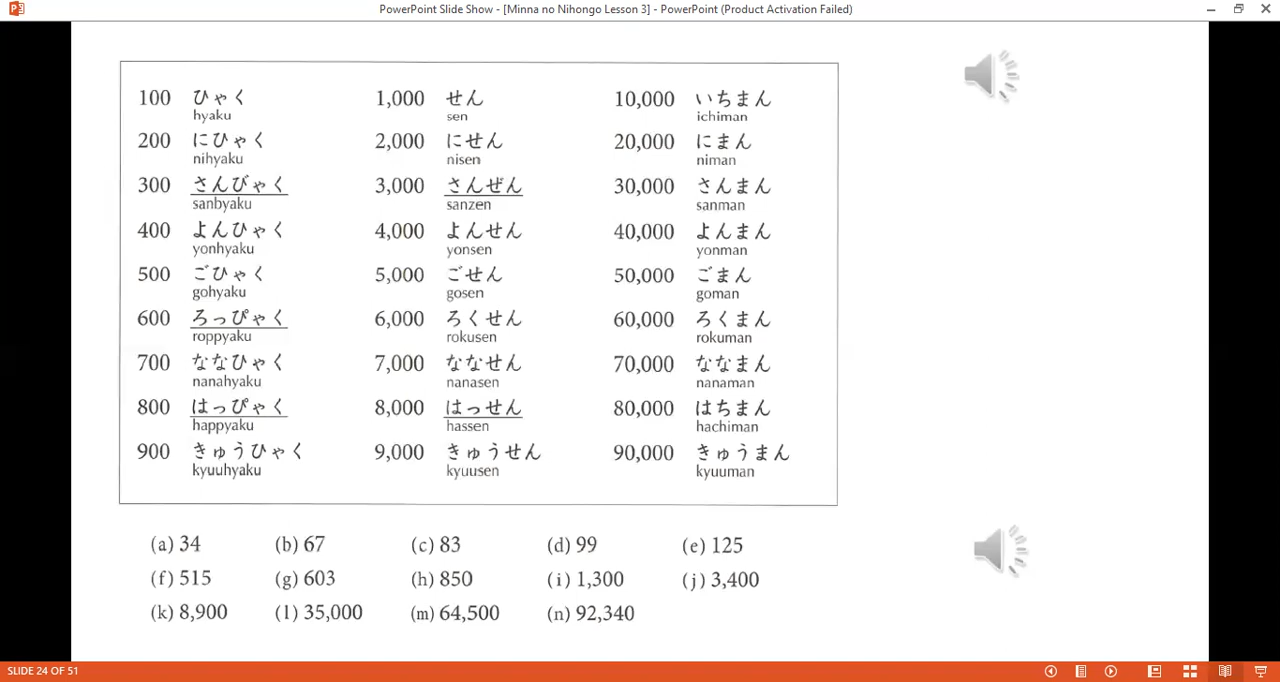 PowerPoint Slide Show - [Minna no Nihongo Lesson 3] - PowerPoint (Product Activation Failed)
100 ひゃく 1,000 せん 10,000 いちまん
hyaku sen ichiman
200 にひゃく 2,000 にせん 20,000 にまん
nihyaku nisen niman
300 さんびゃく 3,000 さんぜん 30,000 さんまん
sanbyaku sanzen sanman
400 よんひゃく 4,000 よんせん 40,000 よんまん
yonhyaku yonsen yonman
500 ごひゃく 5,000 ごせん 50,000 ごまん
gohyaku gosen goman
600 ろっぴゃく 6,000 ろくせん 60,000 ろくまん
roppyaku rokusen rokuman
700 ななひゃく 7,000 ななせん 70,000 ななまん
nanahyaku nanasen nanaman
800 はっぴゃく 8,000 はっせん 80,000 はちまん
happyaku hassen hachiman
900 きゅうひゃく 9,000 きゅうせん 90,000 きゅうまん
kyuuhyaku kyuusen kyuuman
(a) 34 (b) 67 (c) 83 (d) 99 (e) 125
(f) 515 (g) 603 (h) 850 (i) 1,300 (j) 3,400
(k) 8,900 (l) 35,000 (m) 64,500 (n) 92,340
SLIDE 24 OF 51